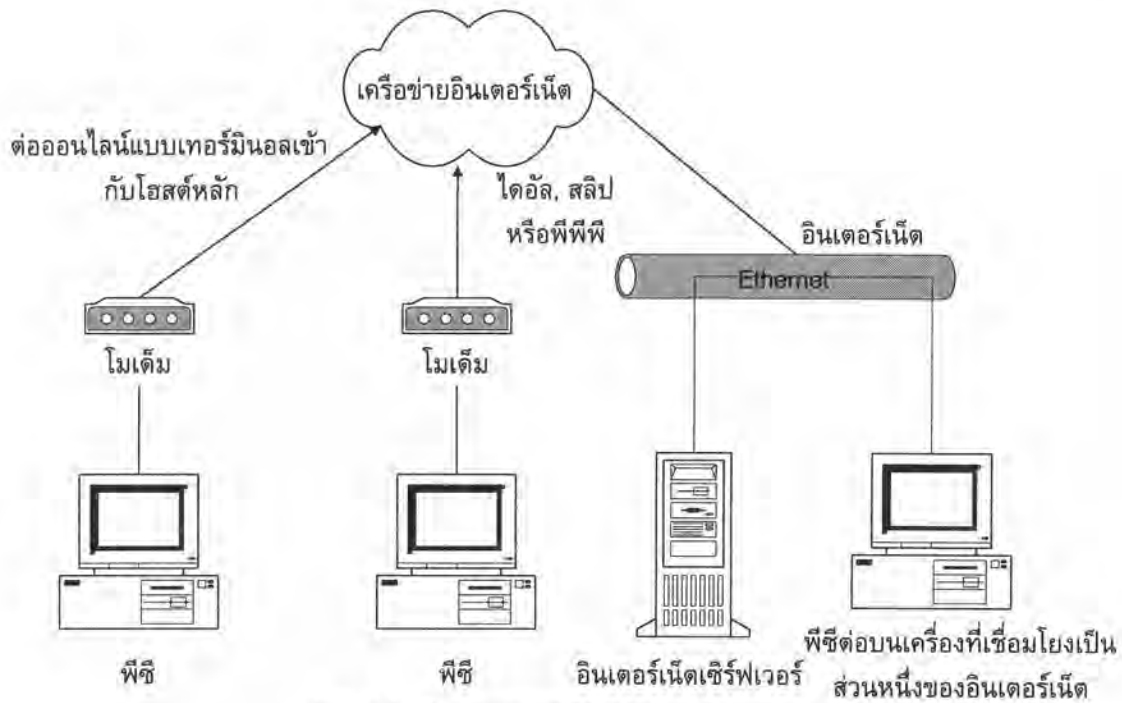 เครือข่ายอินเตอร์เน็ต
ต่อออนไลน์แบบเทอร์มินอลเข้า
กับโฮสต์หลัก
ไดอัล, สลิป
หรือพีพีพี
อินเตอร์เน็ต
Ethernet
โมเด็ม
โมเด็ม
พีซี
พีซี
อินเตอร์เน็ตเซิร์ฟเวอร์
พีซีต่อบนเครื่องที่เชื่อมโยงเป็น
ส่วนหนึ่งของอินเตอร์เน็ต